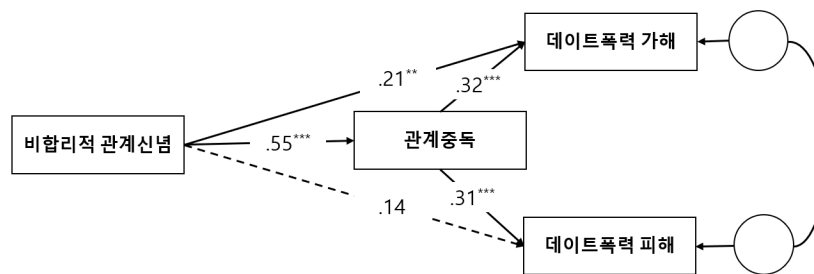 데이트폭력 가해
.21**
.32***
비합리적 관계신념
.55***
관계중독
.31***
.14
데이트폭력 피해